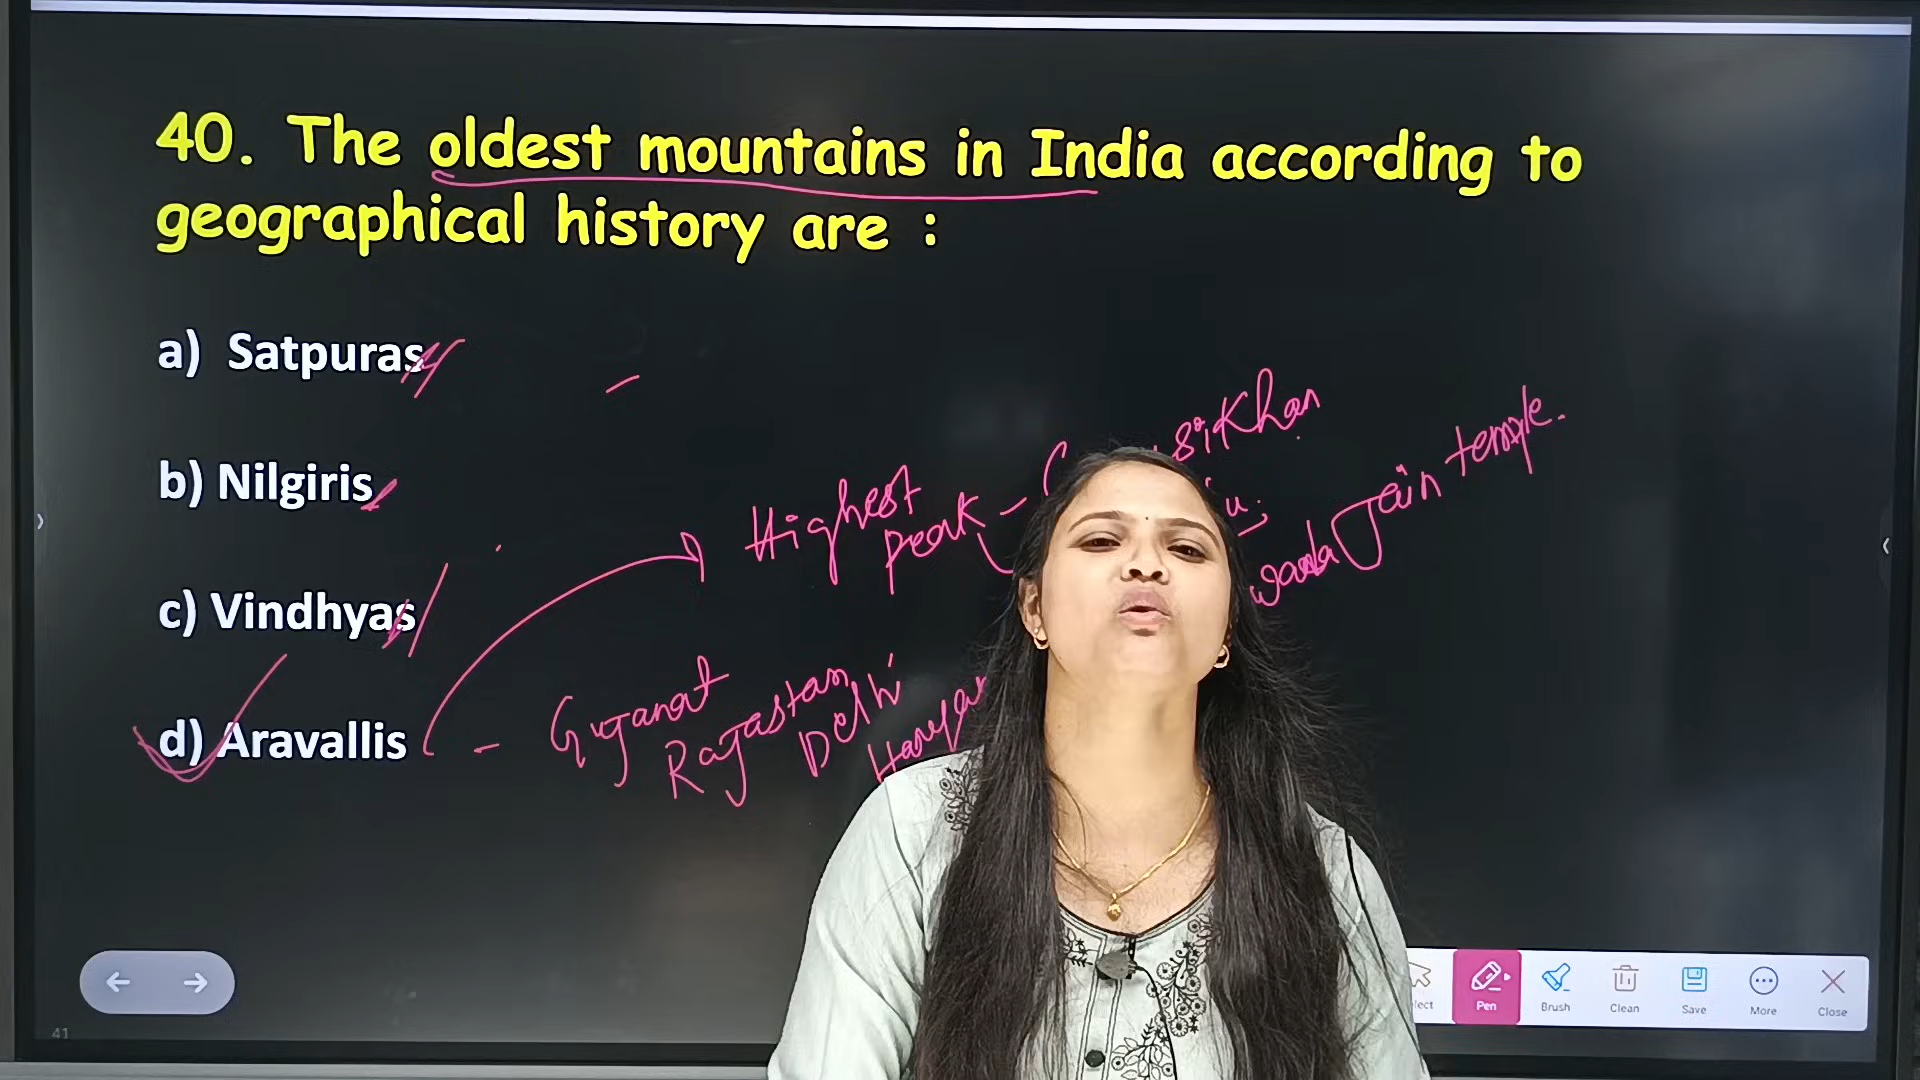 40. The oldest mountains in India according to
geographical history are :
a) Satpuras
b) Nilgiris
c) Vindhyas
d) Aravallis
Highest
peak -
Jain temple.
- Gujarat
Rajastan
Delhi
41
Pen
Brush
Clean
Save
More
Close